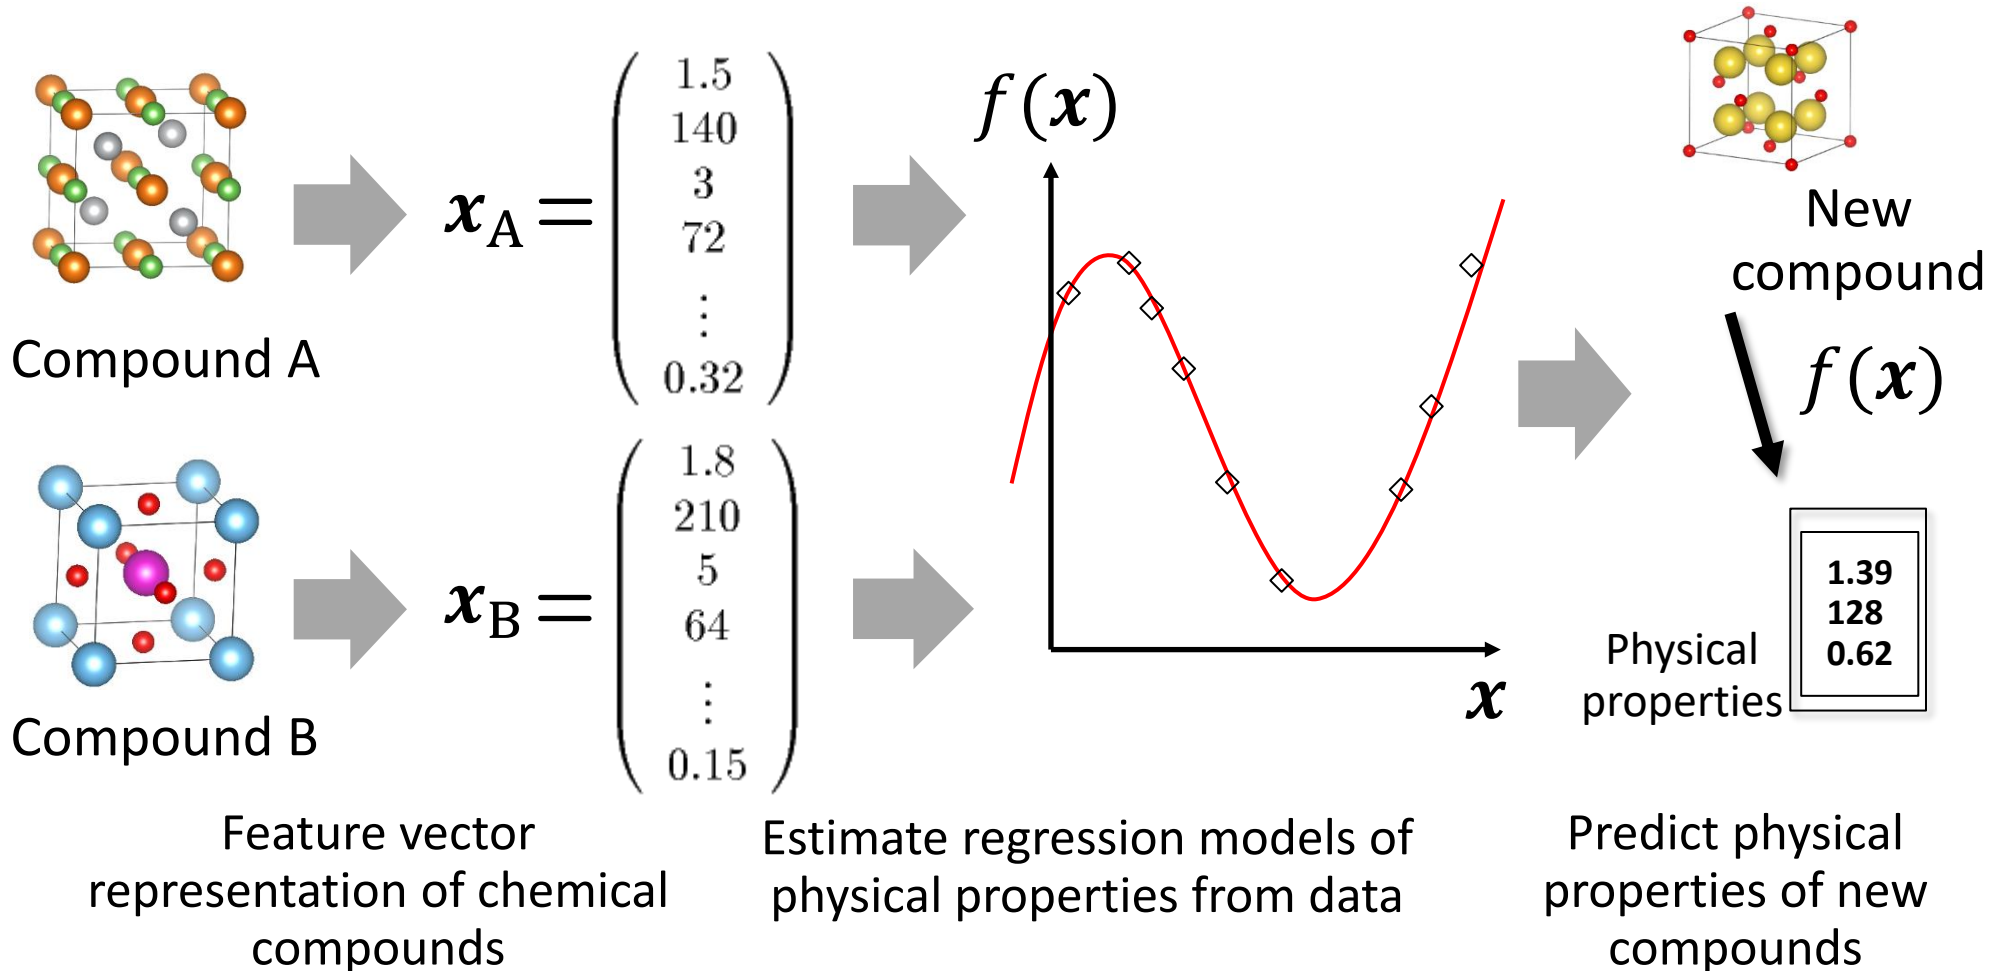 Compound A
x_A =
1.5
140
3
72
⋮
0.32
Compound B
x_B =
1.8
210
5
64
⋮
0.15
Feature vector
representation of chemical
compounds
f(x)
x
Estimate regression models of
physical properties from data
New
compound
f(x)
Physical
properties
1.39
128
0.62
Predict physical
properties of new
compounds